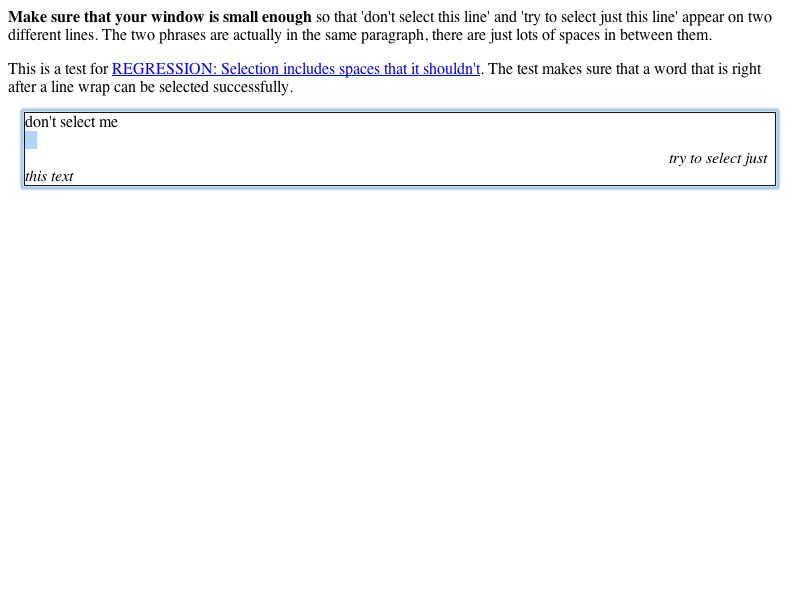 Make sure that your window is small enough so that 'don't select this line' and 'try to select just this line' appear on two
different lines. The two phrases are actually in the same paragraph, there are just lots of spaces in between them.
This is a test for REGRESSION: Selection includes spaces that it shouldn't. The test makes sure that a word that is right
after a line wrap can be selected successfully.
don't select me
try to select just
this text